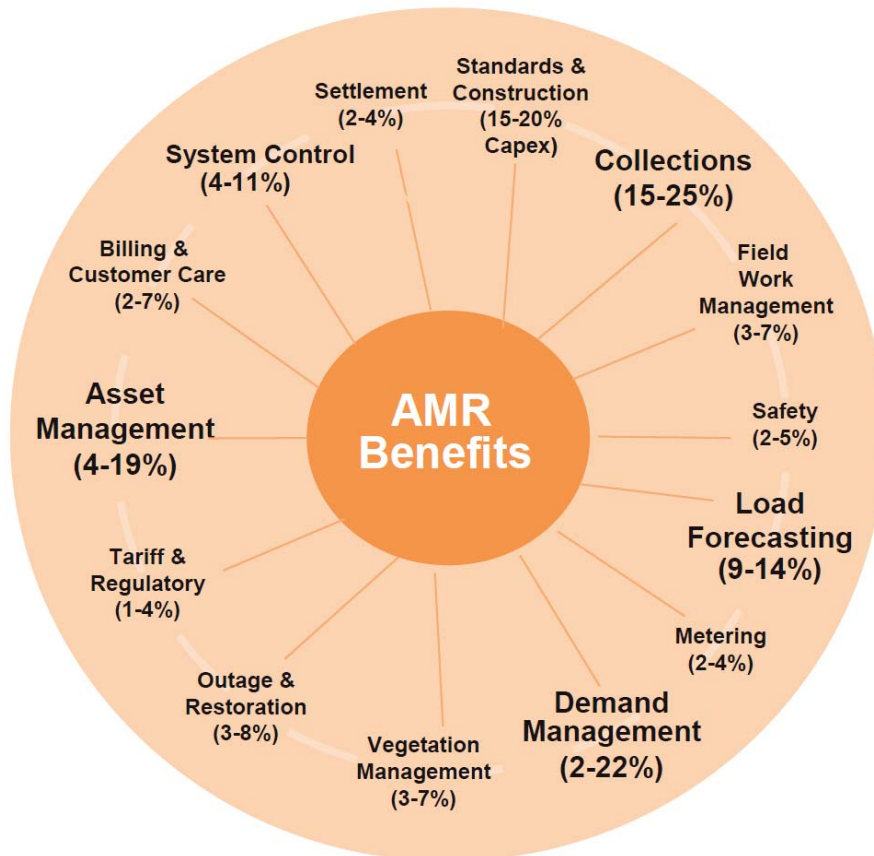 Standards &
Construction
(15-20%
Capex)
Settlement
(2-4%)
System Control
(4-11%)
Collections
(15-25%)
Billing &
Customer Care
(2-7%)
Field
Work
Management
(3-7%)
Asset
Management
(4-19%)
AMR
Benefits
Safety
(2-5%)
Load
Forecasting
(9-14%)
Tariff &
Regulatory
(1-4%)
Metering
(2-4%)
Outage &
Restoration
(3-8%)
Demand
Management
(2-22%)
Vegetation
Management
(3-7%)